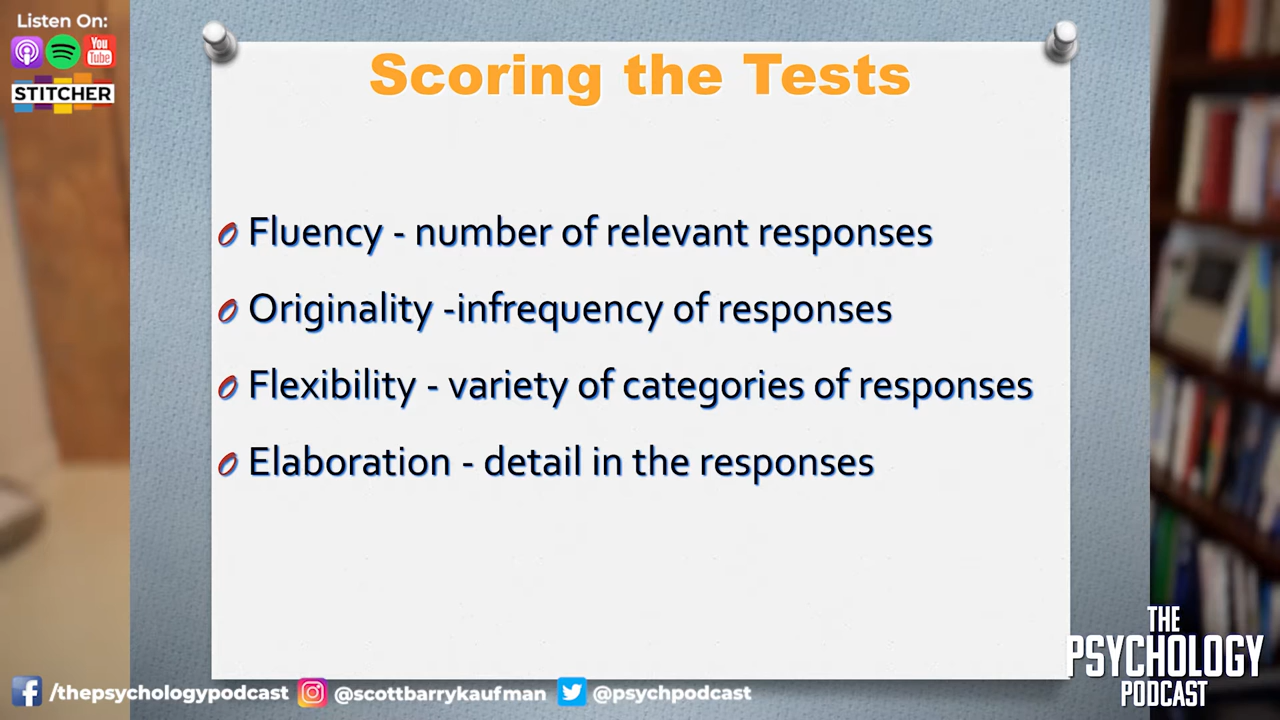 Listen On:
You
Tube
STITCHER
Scoring the Tests
Fluency - number of relevant responses
Originality -infrequency of responses
Flexibility - variety of categories of responses
Elaboration - detail in the responses
/thepsychologypodcast @scottbarrykaufman @psychpodcast
THE
PSYCHOLOGY
PODCAST